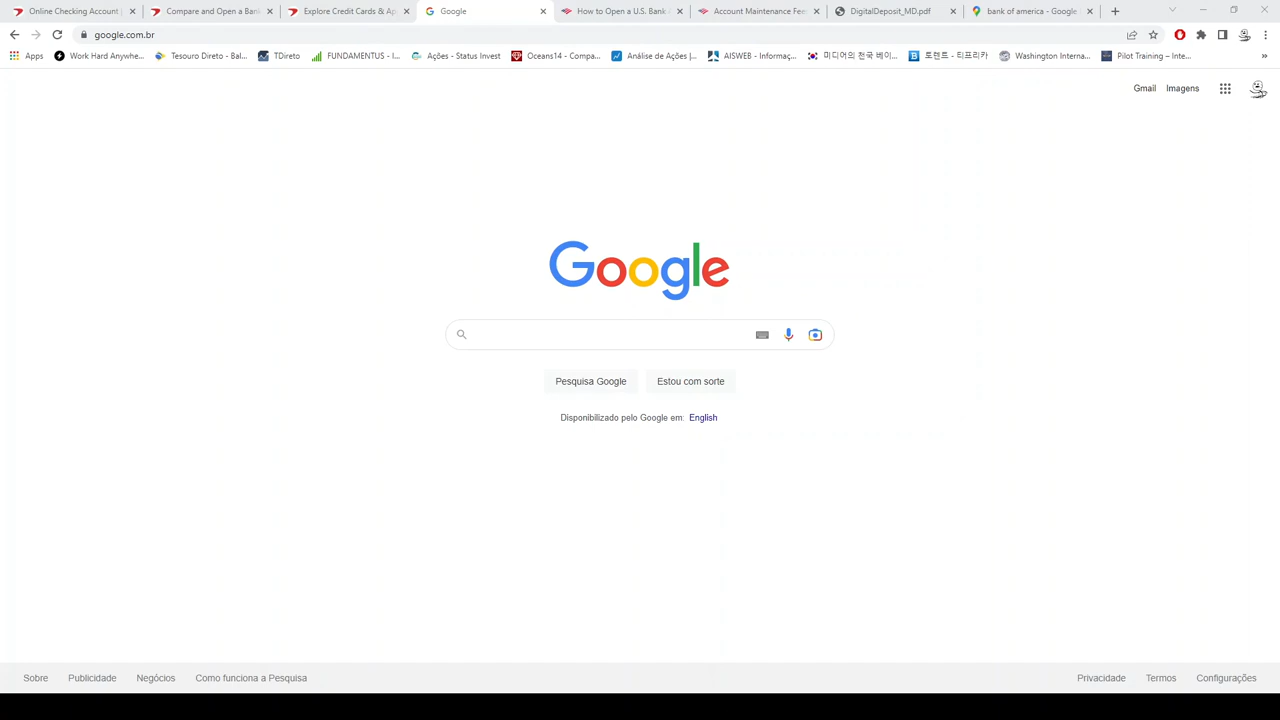 Online Checking Account |
Compare and Open a Bank
Explore Credit Cards & Ap
Google
How to Open a U.S. Bank
Account Maintenance Fee
DigitalDeposit_MD.pdf
bank of america - Google
google.com.br
Apps
Work Hard Anywhe...
Tesouro Direto - Bal...
TDireto
FUNDAMENTUS - I...
Ações - Status Invest
Oceans14 - Compa...
Análise de Ações |...
AISWEB - Informaç...
미디어의 천국 베이...
토렌트 - 티프리카
Washington Interna...
Pilot Training – Inte...
Gmail
Imagens
Google
Pesquisa Google
Estou com sorte
Disponibilizado pelo Google em: English
Sobre
Publicidade
Negócios
Como funciona a Pesquisa
Privacidade
Termos
Configurações